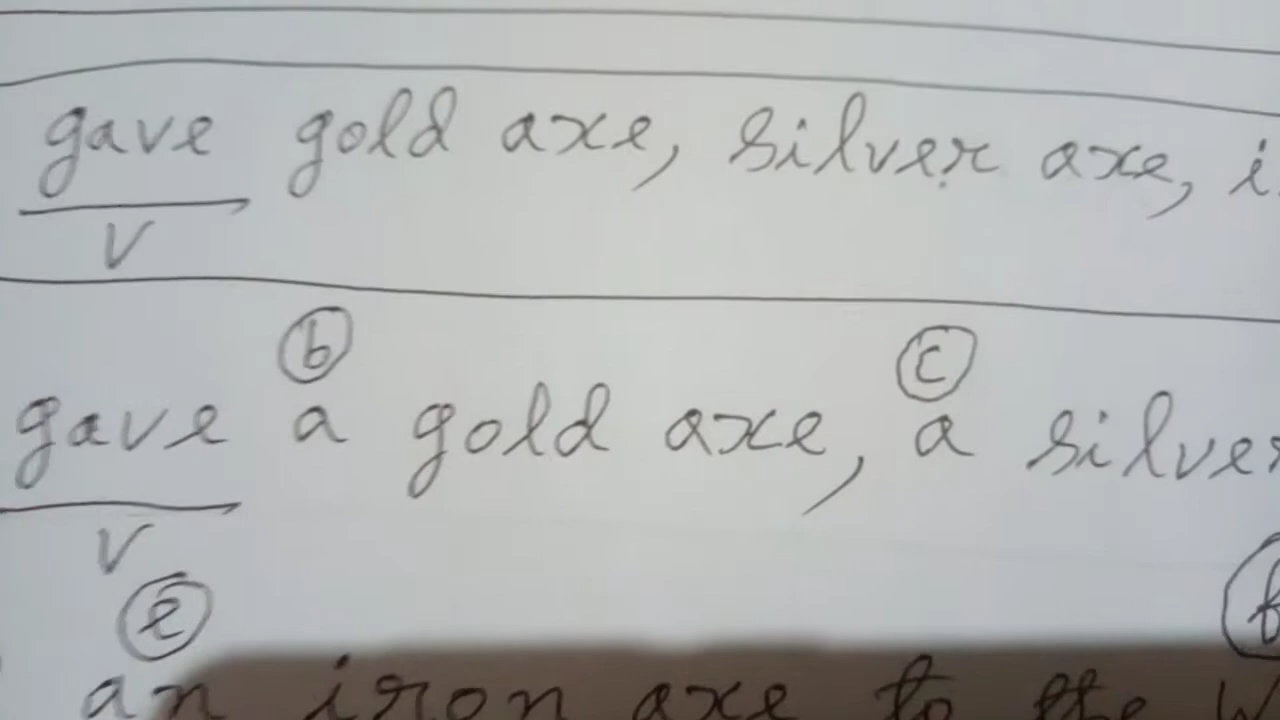 gave gold axe, silver axe, i
V
b c
gave a gold axe, a silver
V
e f
an iron axe to the w